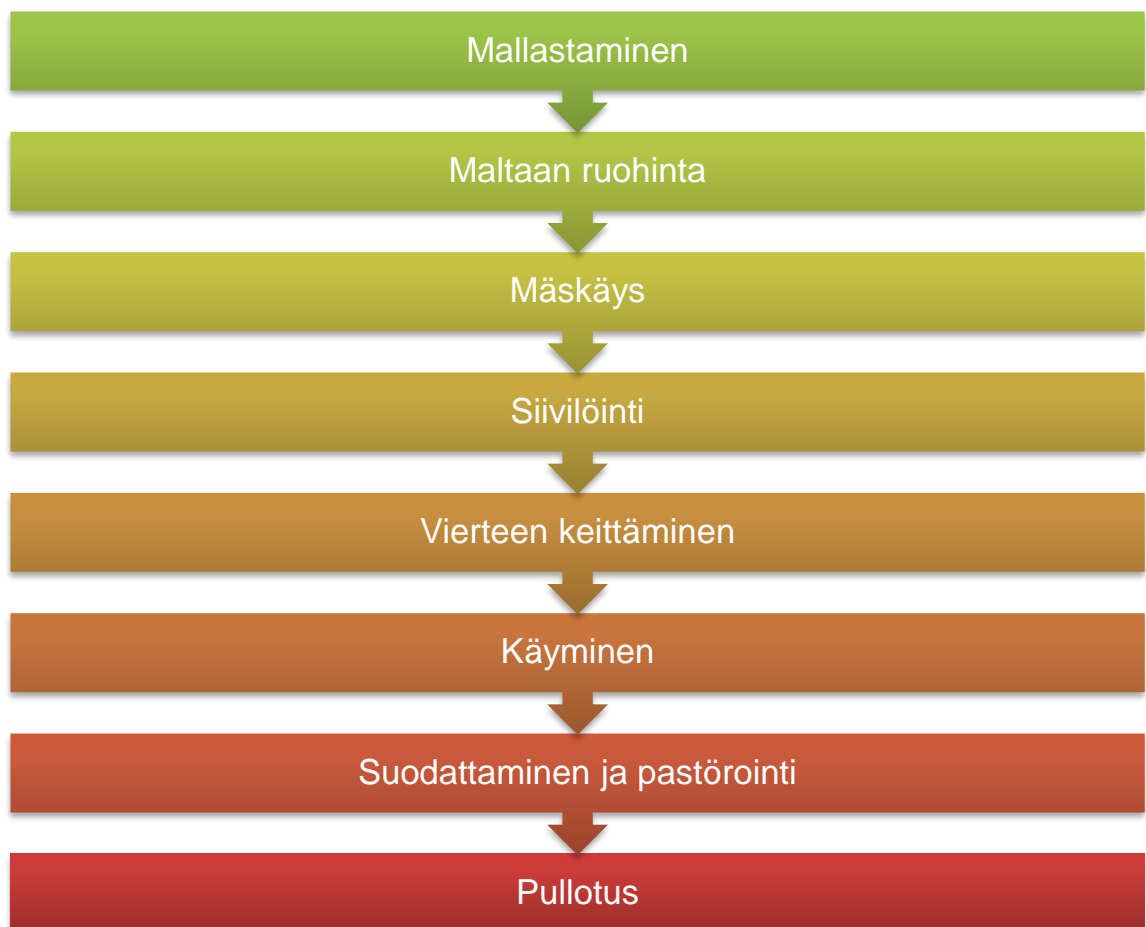 Mallastaminen
Maltaan ruohinta
Mäskäys
Siivilöinti
Vierteen keittäminen
Käyminen
Suodattaminen ja pastörointi
Pullotus